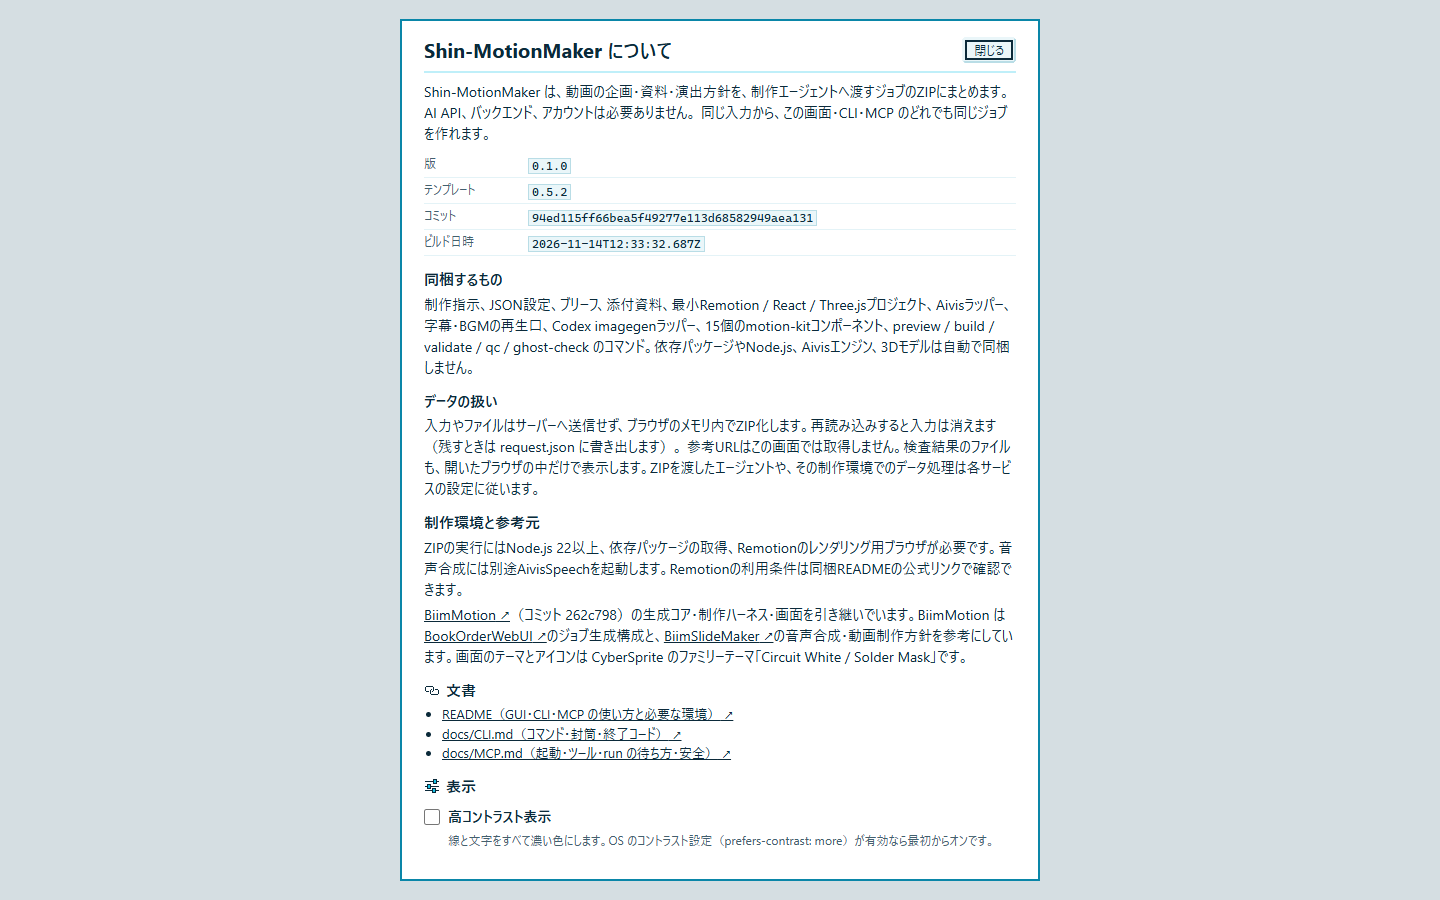 Shin-MotionMaker について
閉じる
Shin-MotionMaker は、動画の企画・資料・演出方針を、制作エージェントへ渡すジョブのZIPにまとめます。
AI API、バックエンド、アカウントは必要ありません。 同じ入力から、この画面・CLI・MCP のどれでも同じジョブ
を作れます。
版 0.1.0
テンプレート 0.5.2
コミット 94ed115ff66bea5f49277e113d68582949aea131
ビルド日時 2026-11-14T12:33:32.687Z
同梱するもの
制作指示、JSON設定、ブリーフ、添付資料、最小Remotion / React / Three.jsプロジェクト、Aivisラッパー、
字幕・BGMの再生口、Codex imagegenラッパー、15個のmotion-kitコンポーネント、preview / build /
validate / qc / ghost-check のコマンド。依存パッケージやNode.js、Aivisエンジン、3Dモデルは自動で同梱
しません。
データの扱い
入力やファイルはサーバーへ送信せず、ブラウザのメモリ内でZIP化します。再読み込みすると入力は消えます
（残すときは request.json に書き出します）。参考URLはこの画面では取得しません。検査結果のファイル
も、開いたブラウザの中だけで表示します。ZIPを渡したエージェントや、その制作環境でのデータ処理は各サービ
スの設定に従います。
制作環境と参考元
ZIPの実行にはNode.js 22以上、依存パッケージの取得、Remotionのレンダリング用ブラウザが必要です。音
声合成には別途AivisSpeechを起動します。Remotionの利用条件は同梱READMEの公式リンクで確認で
きます。
BiimMotion ↗（コミット 262c798）の生成コア・制作ハーネス・画面を引き継いでいます。BiimMotion は
BookOrderWebUI ↗のジョブ生成構成と、BiimSlideMaker ↗の音声合成・動画制作方針を参考にしてい
ます。画面のテーマとアイコンは CyberSprite のファミリーテーマ「Circuit White / Solder Mask」です。
文書
• README（GUI・CLI・MCP の使い方と必要な環境） ↗
• docs/CLI.md（コマンド・封筒・終了コード） ↗
• docs/MCP.md（起動・ツール・run の待ち方・安全） ↗
表示
高コントラスト表示
線と文字をすべて濃い色にします。OS のコントラスト設定（prefers-contrast: more）が有効なら最初からオンです。